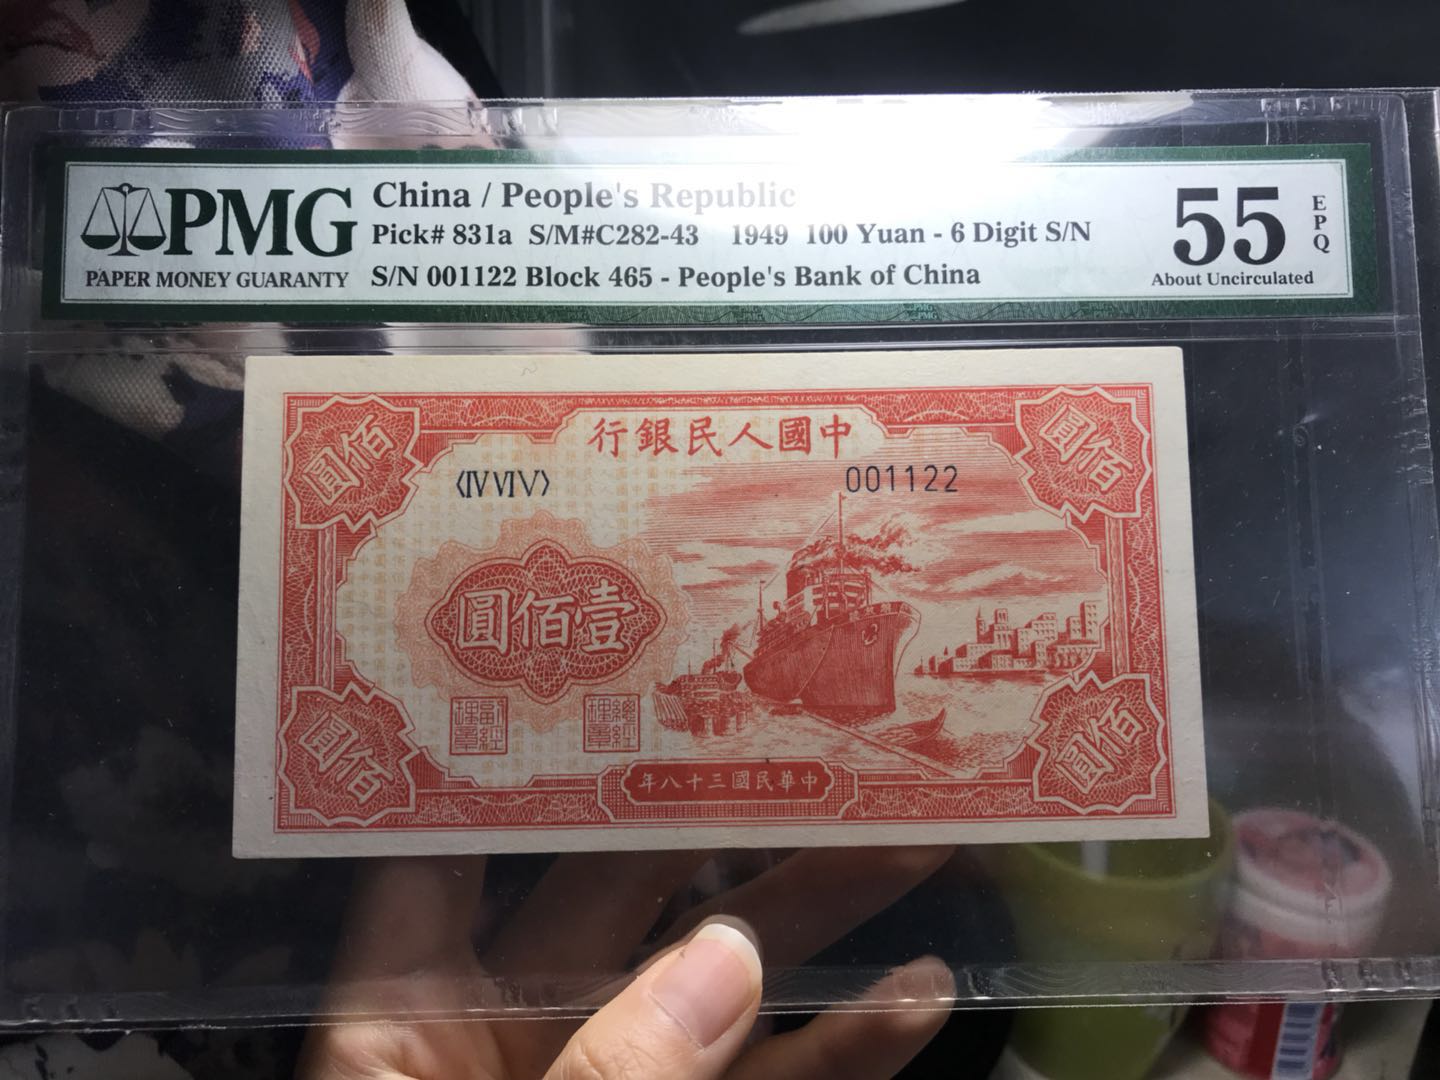 PMG
PAPER MONEY GUARANTY
China / People's Republic
Pick# 831a S/M#C282-43 1949 100 Yuan - 6 Digit S/N
S/N 001122 Block 465 - People's Bank of China
55
About Uncirculated
EPQ
行銀民人國中
〈IV VI V〉
001122
圓佰
圓佰
圓佰壹
副經理章
總經理章
圓佰
圓佰
年八十三國民華中